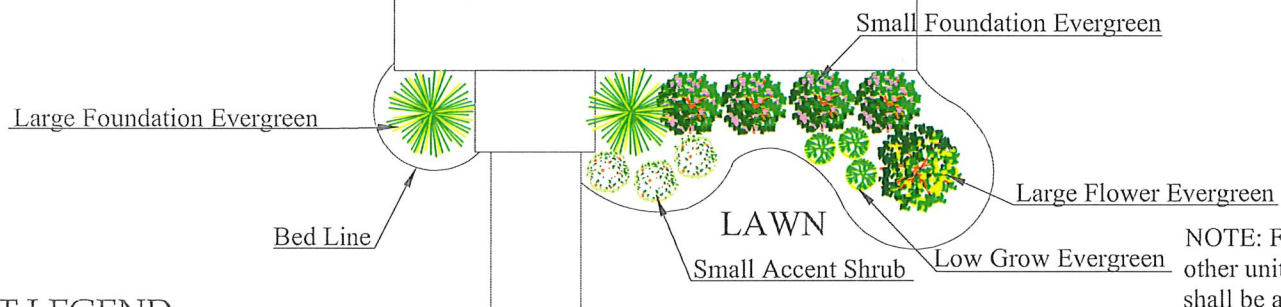 Small Foundation Evergreen
Large Foundation Evergreen
Large Flower Evergreen
LAWN
Bed Line
Small Accent Shrub
Low Grow Evergreen
NOTE: F
other unit
shall be a
LEGEND